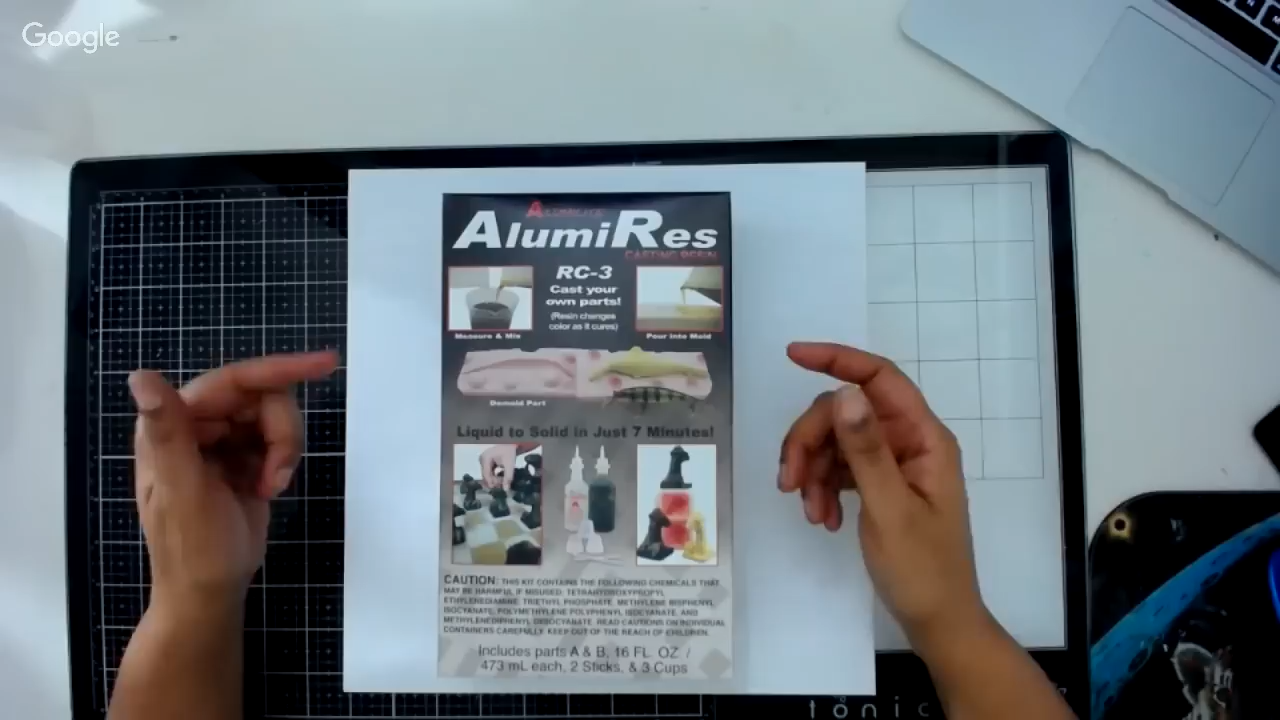 Google
ALUMILITE
AlumiRes
CASTING RESIN
RC-3
Cast your
own parts!
(Resin changes
color as it cures)
Measure & Mix
Pour Into Mold
Demold Part
Liquid to Solid in Just 7 Minutes!
CAUTION: THIS KIT CONTAINS THE FOLLOWING CHEMICALS THAT
MAY BE HARMFUL IF MISUSED: TETRAHYDROXYPROPYL
ETHYLEREDIAMINE, TRIETHYL PHOSPHATE, METHYLENE BISPHENYL
ISOCYANATE, POLYMETHYLENE POLYPHENYL ISOCYANATE, AND
METHYLENEDIPHENYL DIISOCYANATE. READ CAUTIONS ON INDIVIDUAL
CONTAINERS CAREFULLY. KEEP OUT OF THE REACH OF CHILDREN.
Includes parts A & B, 16 FL. OZ. /
473 mL each, 2 Sticks, & 3 Cups
tonic